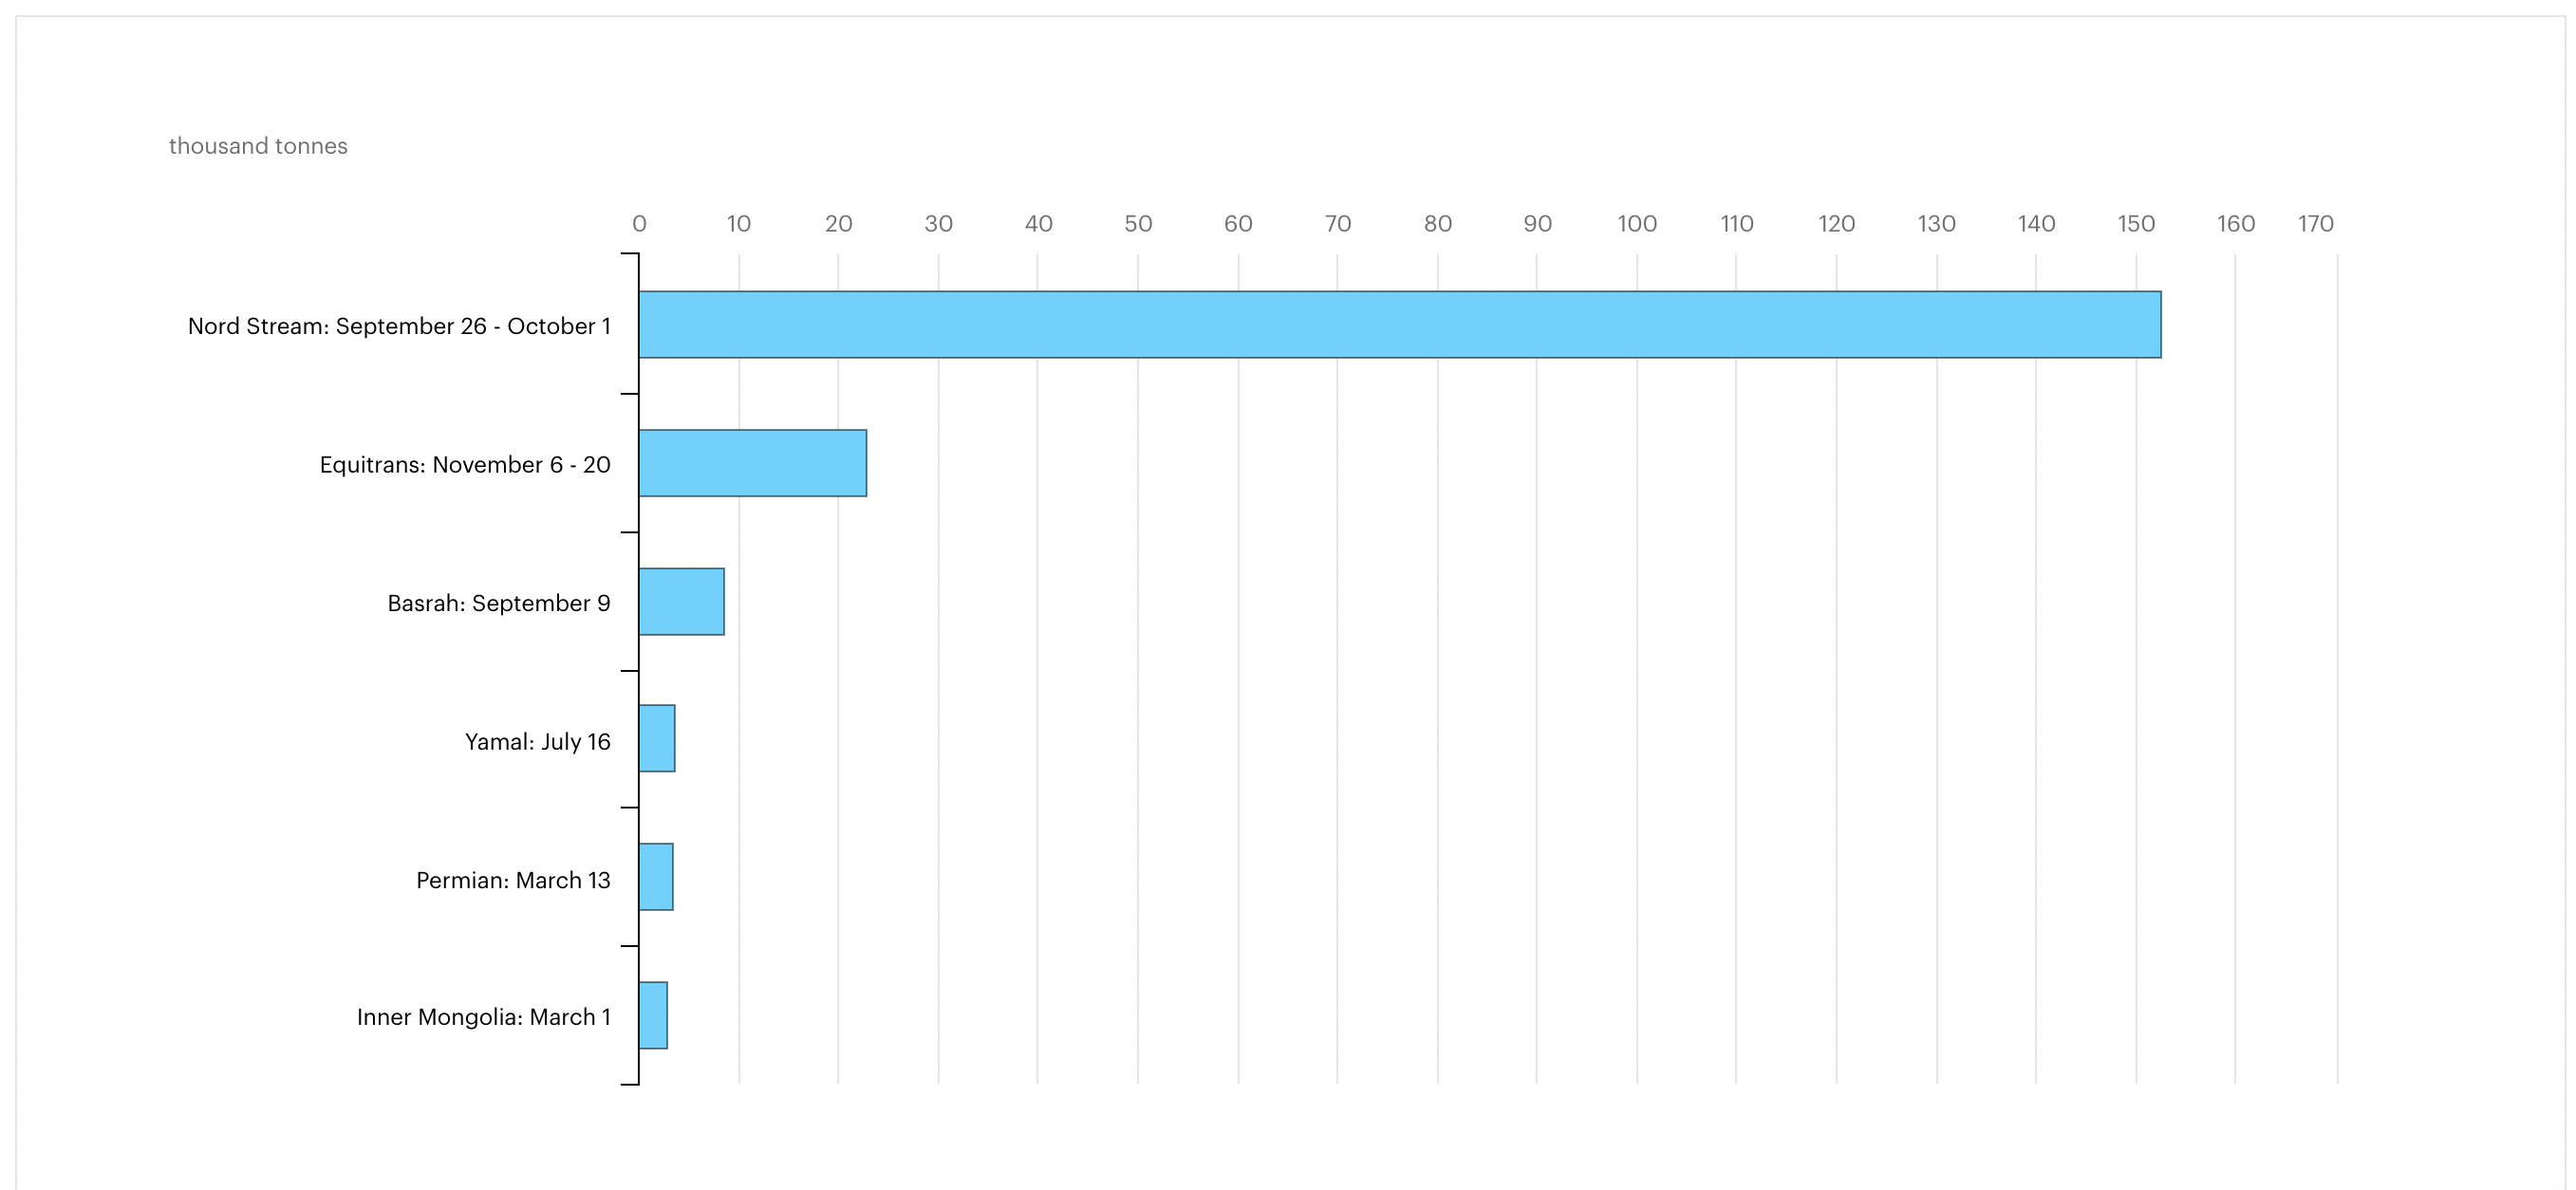 thousand tonnes
0 10 20 30 40 50 60 70 80 90 100 110 120 130 140 150 160 170
Nord Stream: September 26 - October 1
Equitrans: November 6 - 20
Basrah: September 9
Yamal: July 16
Permian: March 13
Inner Mongolia: March 1